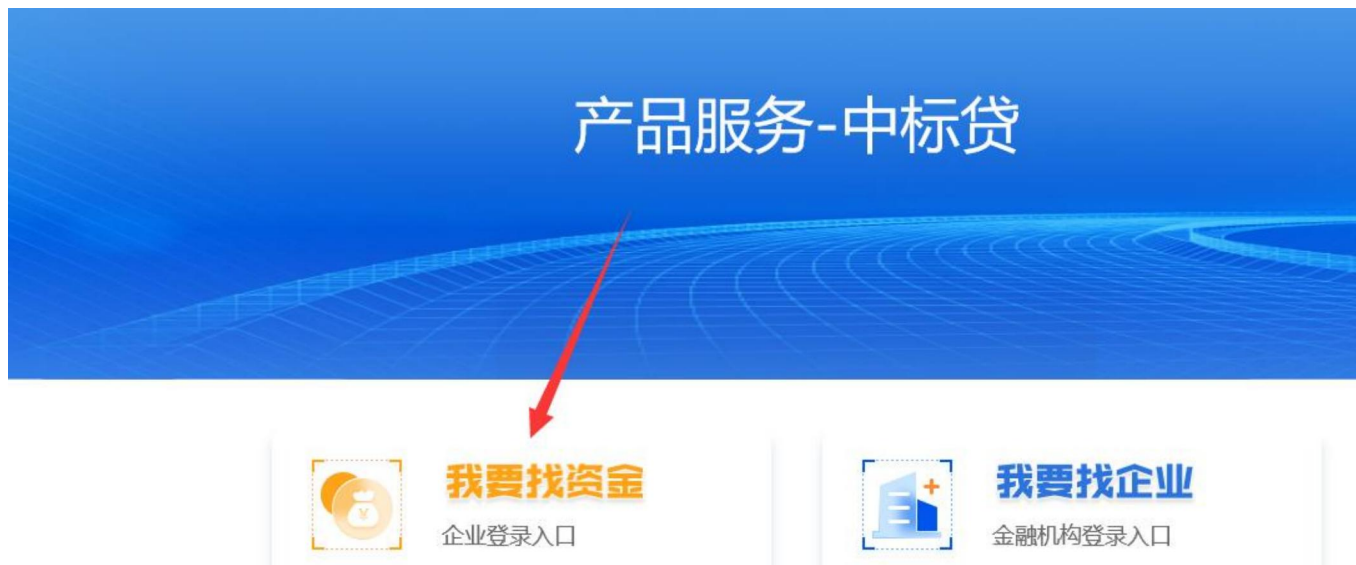 产品服务-中标贷
我要找资金
企业登录入口
我要找企业
金融机构登录入口